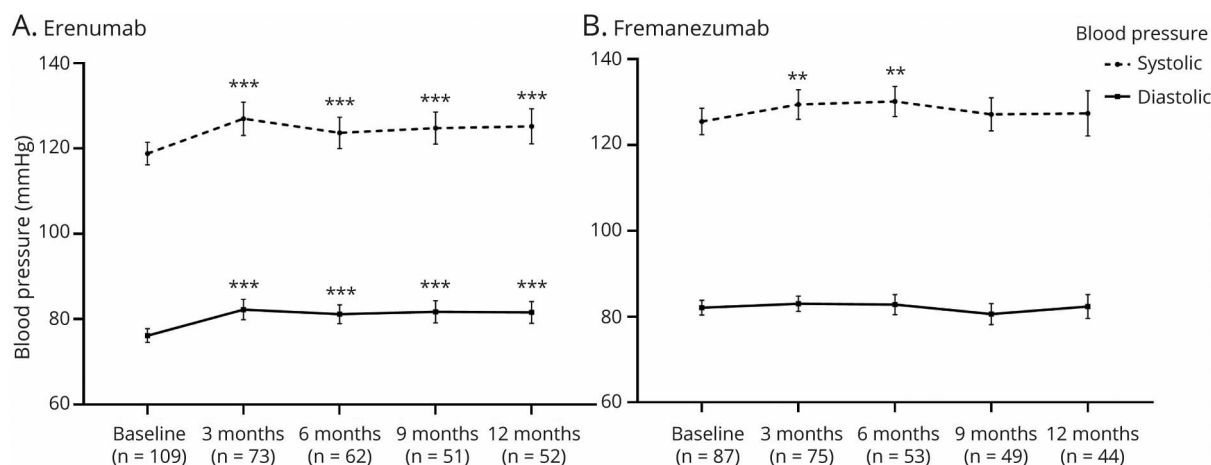 A. Erenumab
140
120
100
80
60
Blood pressure (mmHg)
***
***
***
***
***
***
***
***
Baseline 3 months 6 months 9 months 12 months
(n = 109) (n = 73) (n = 62) (n = 51) (n = 52)
B. Fremanezumab
140
120
100
80
60
**
**
Baseline 3 months 6 months 9 months 12 months
(n = 87) (n = 75) (n = 53) (n = 49) (n = 44)
Blood pressure
Systolic
Diastolic